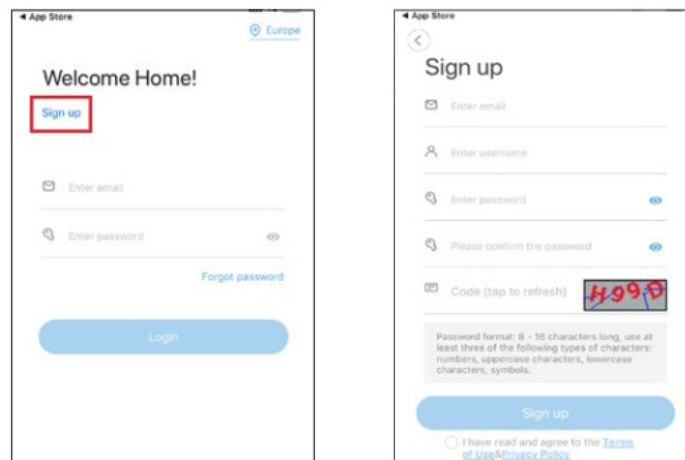 App Store
Europe
Welcome Home!
Sign up
Enter email
Enter password
Forgot password
Login
App Store
Sign up
Enter email
Enter username
Enter password
Please confirm the password
Code (tap to refresh)
H99D
Password format: 8 - 16 characters long, use at
least three of the following types of characters:
numbers, uppercase characters, lowercase
characters, symbols.
Sign up
I have read and agree to the Terms
of Use&Privacy Policy